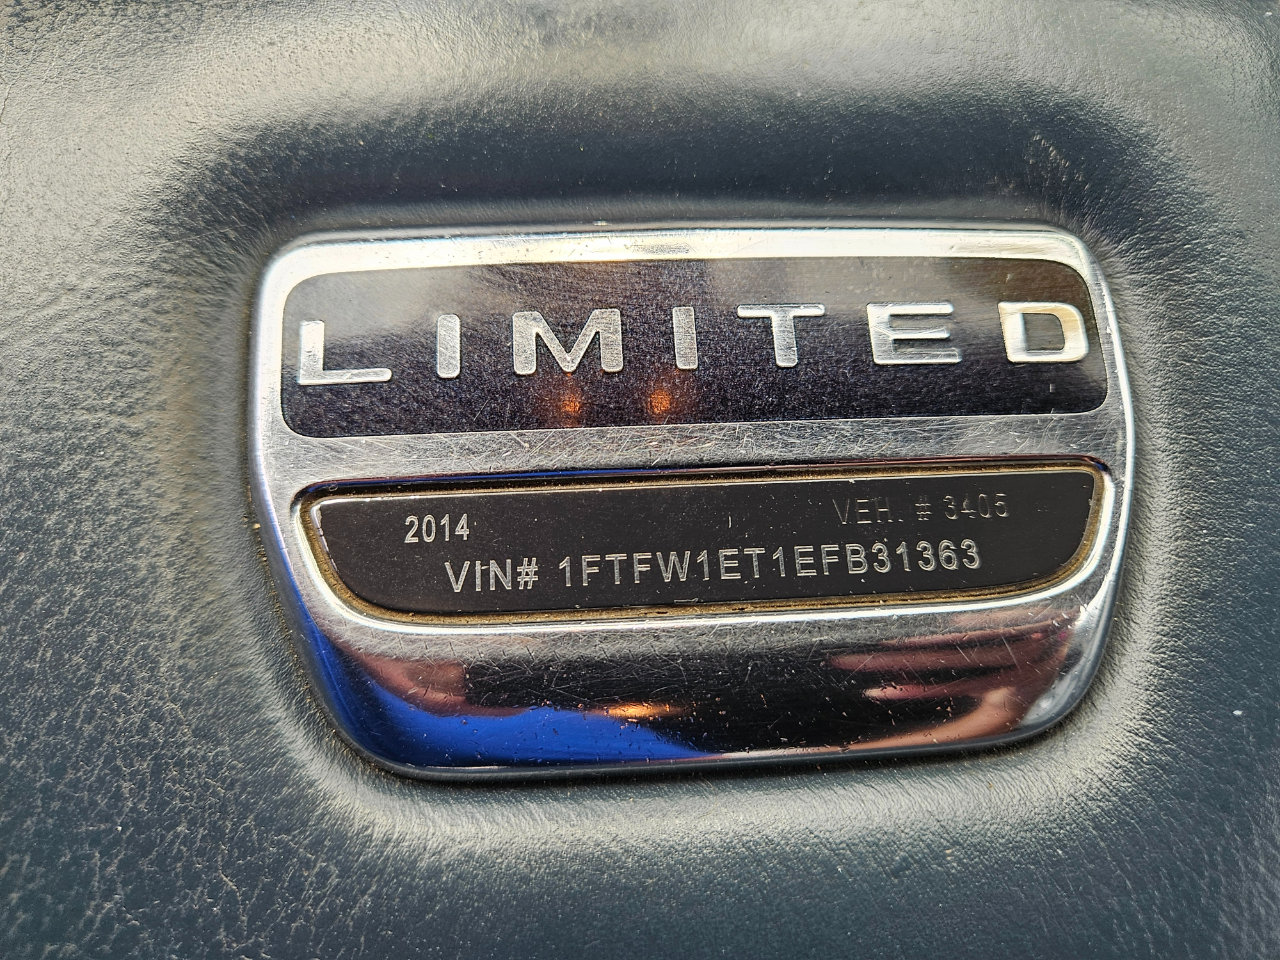 LIMITED
2014 VEH. # 3405
VIN# 1FTFW1ET1EFB31363